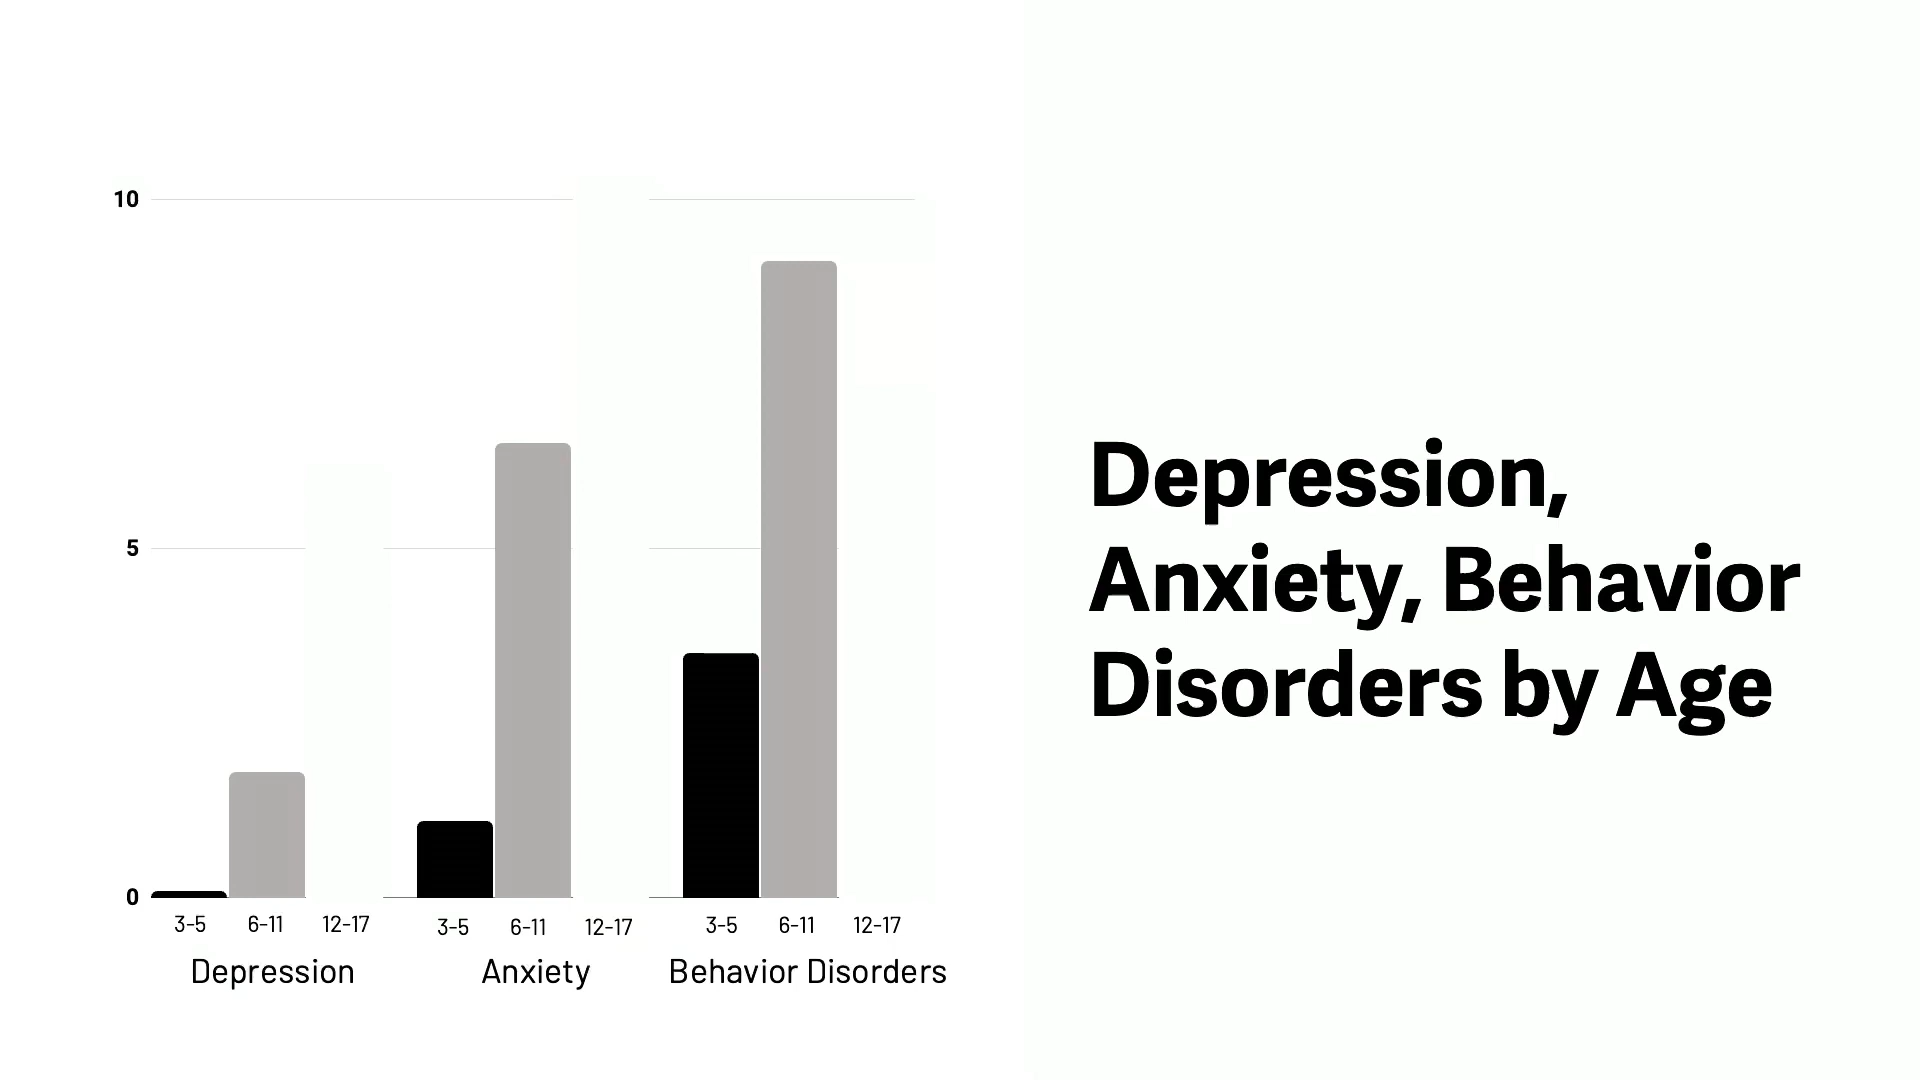 10
5
0
3-5 6-11 12-17 3-5 6-11 12-17 3-5 6-11 12-17
Depression Anxiety Behavior Disorders
Depression,
Anxiety, Behavior
Disorders by Age